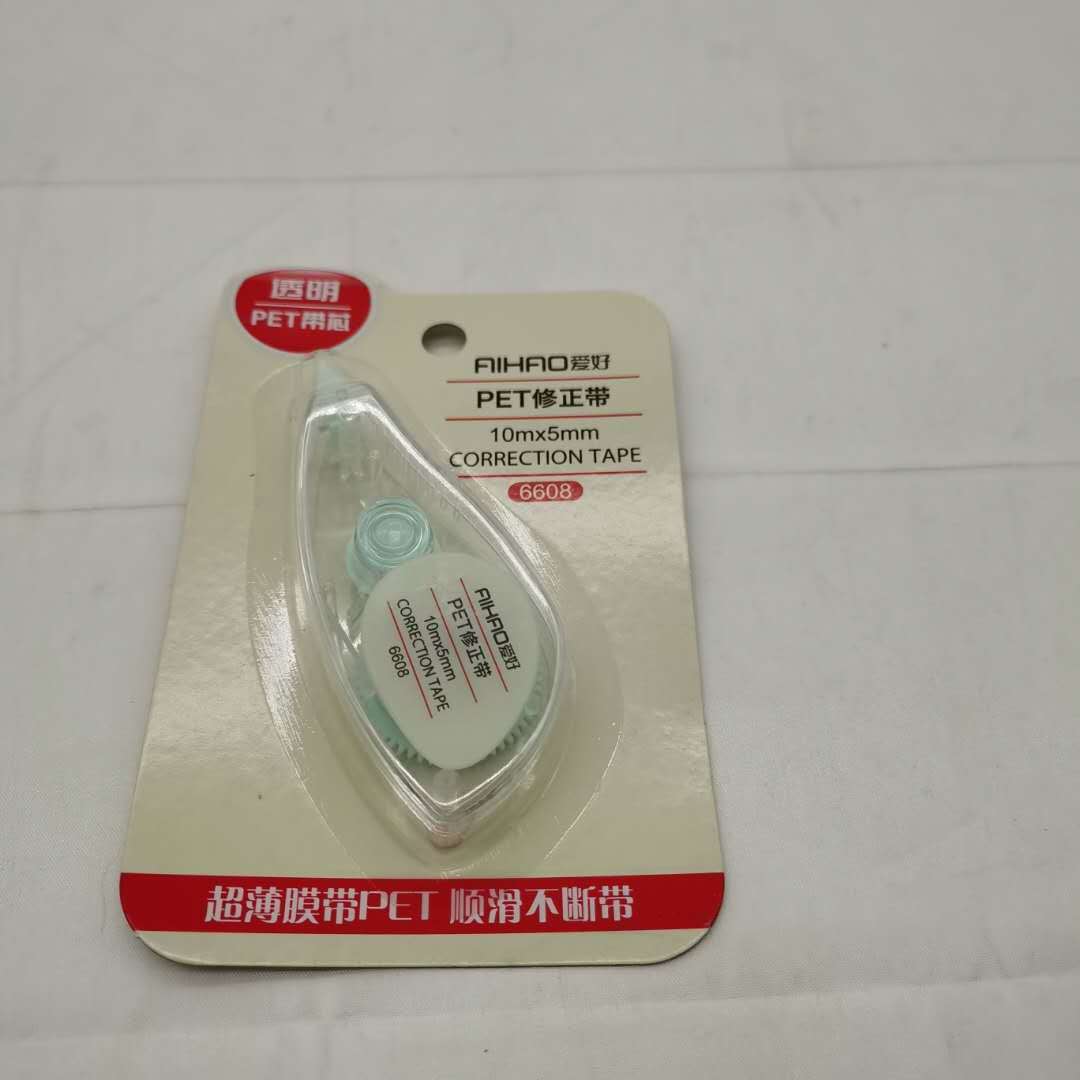 透明
PET带芯
AIHAO爱好
PET修正带
10mx5mm
CORRECTION TAPE
6608
AIHAO爱好
PET修正带
10mx5mm
CORRECTION TAPE
6608
超薄膜带PET 顺滑不断带